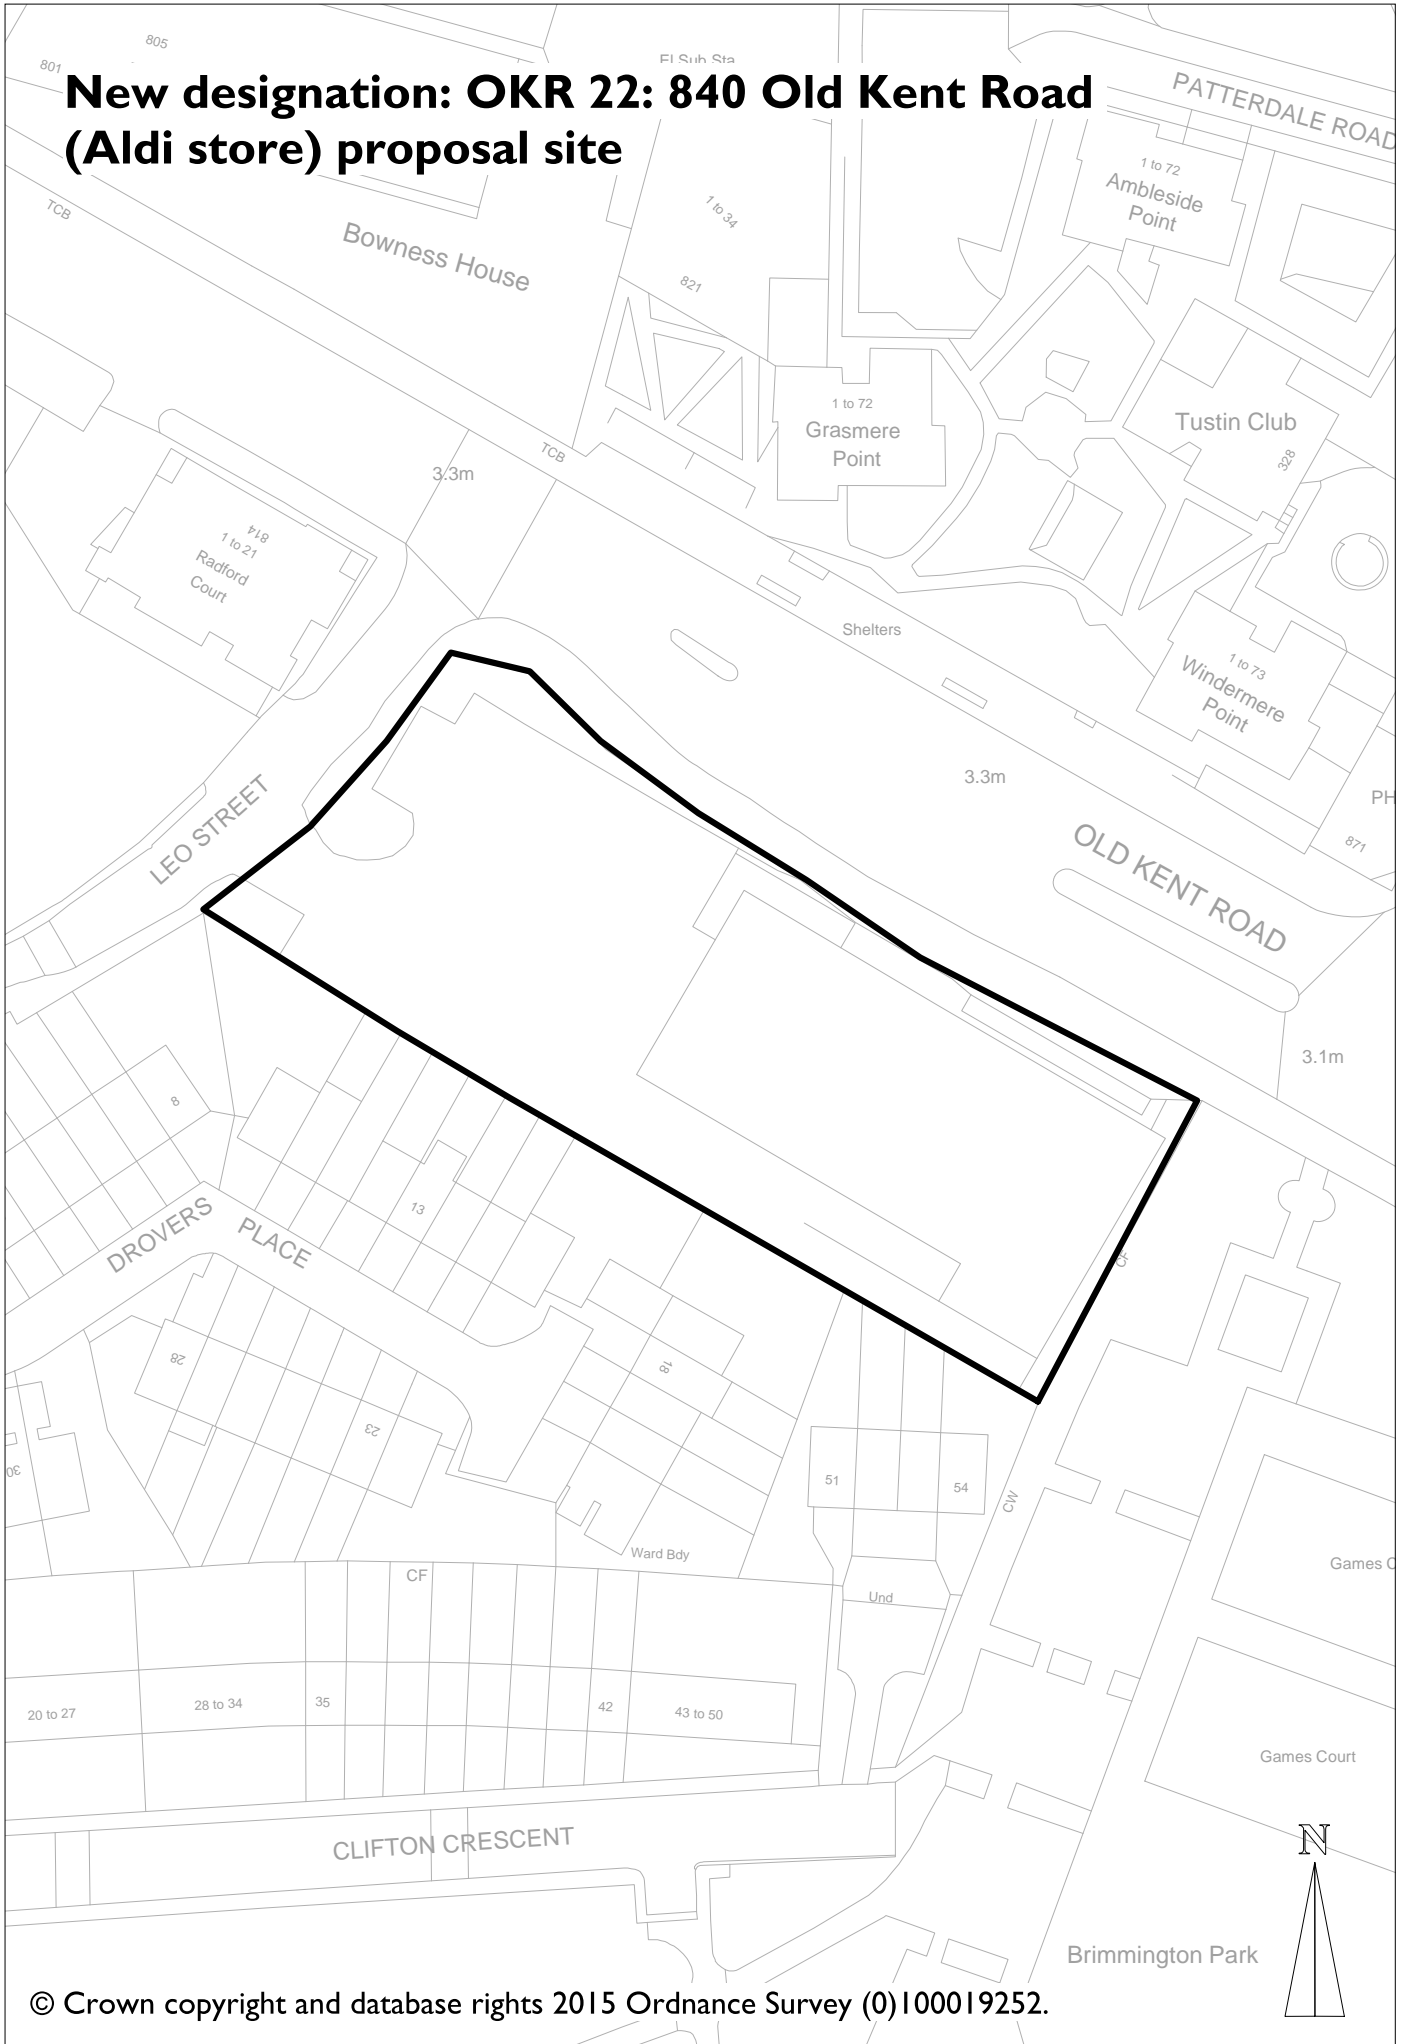 805
801
El Sub Sta
New designation: OKR 22: 840 Old Kent Road
(Aldi store) proposal site
PATTERDALE ROAD
1 to 72
Ambleside
Point
TCB
1 to 34
Bowness House
821
1 to 72
Grasmere
Point
Tustin Club
328
TCB
3.3m
814
1 to 21
Radford
Court
Shelters
1 to 73
Windermere
Point
3.3m
PH
871
LEO STREET
OLD KENT ROAD
3.1m
8
13
DROVERS PLACE
CF
28
18
23
30
51
54
CW
Ward Bdy
CF
Und
Games C
20 to 27
28 to 34
35
42
43 to 50
Games Court
CLIFTON CRESCENT
N
Brimmington Park
© Crown copyright and database rights 2015 Ordnance Survey (0)100019252.